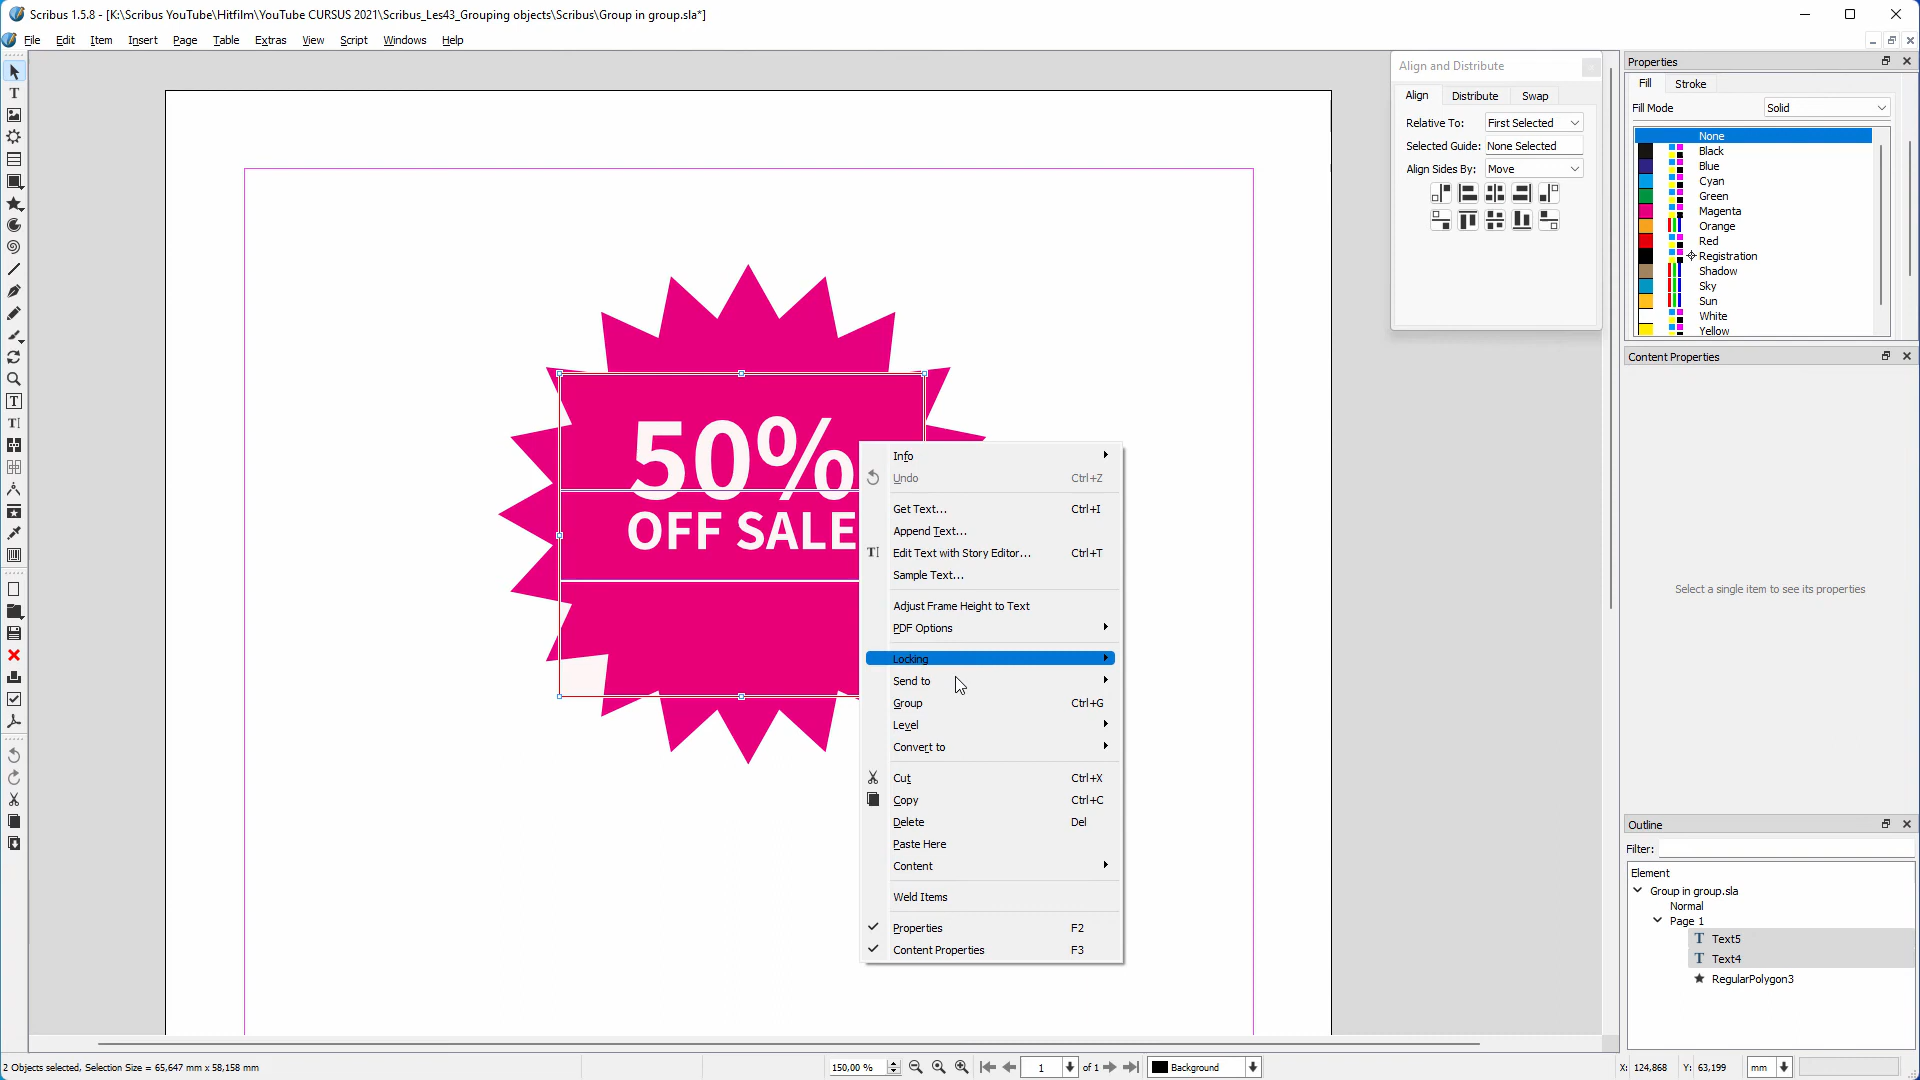 Scribus 1.5.8 - [K:\Scribus YouTube\Hitfilm\YouTube CURSUS 2021\Scribus_Les43_Grouping objects\Scribus\Group in group.sla*]
File Edit Item Insert Page Table Extras View Script Windows Help
Align and Distribute
Align Distribute Swap
Relative To: First Selected
Selected Guide: None Selected
Align Sides By: Move
Properties
Fill Stroke
Fill Mode Solid
None
Black
Blue
Cyan
Green
Magenta
Orange
Red
Registration
Shadow
Sky
Sun
White
Yellow
Content Properties
Select a single item to see its properties
50%
OFF SALE
Info
Undo Ctrl+Z
Get Text... Ctrl+I
Append Text...
Edit Text with Story Editor... Ctrl+T
Sample Text...
Adjust Frame Height to Text
PDF Options
Locking
Send to
Group Ctrl+G
Level
Convert to
Cut Ctrl+X
Copy Ctrl+C
Delete Del
Paste Here
Content
Weld Items
Properties F2
Content Properties F3
Outline
Filter:
Element
Group in group.sla
Normal
Page 1
Text5
Text4
RegularPolygon3
2 Objects selected, Selection Size = 65,647 mm x 58,158 mm
150,00 %
1 of 1
Background
X: 124,868 Y: 63,199 mm